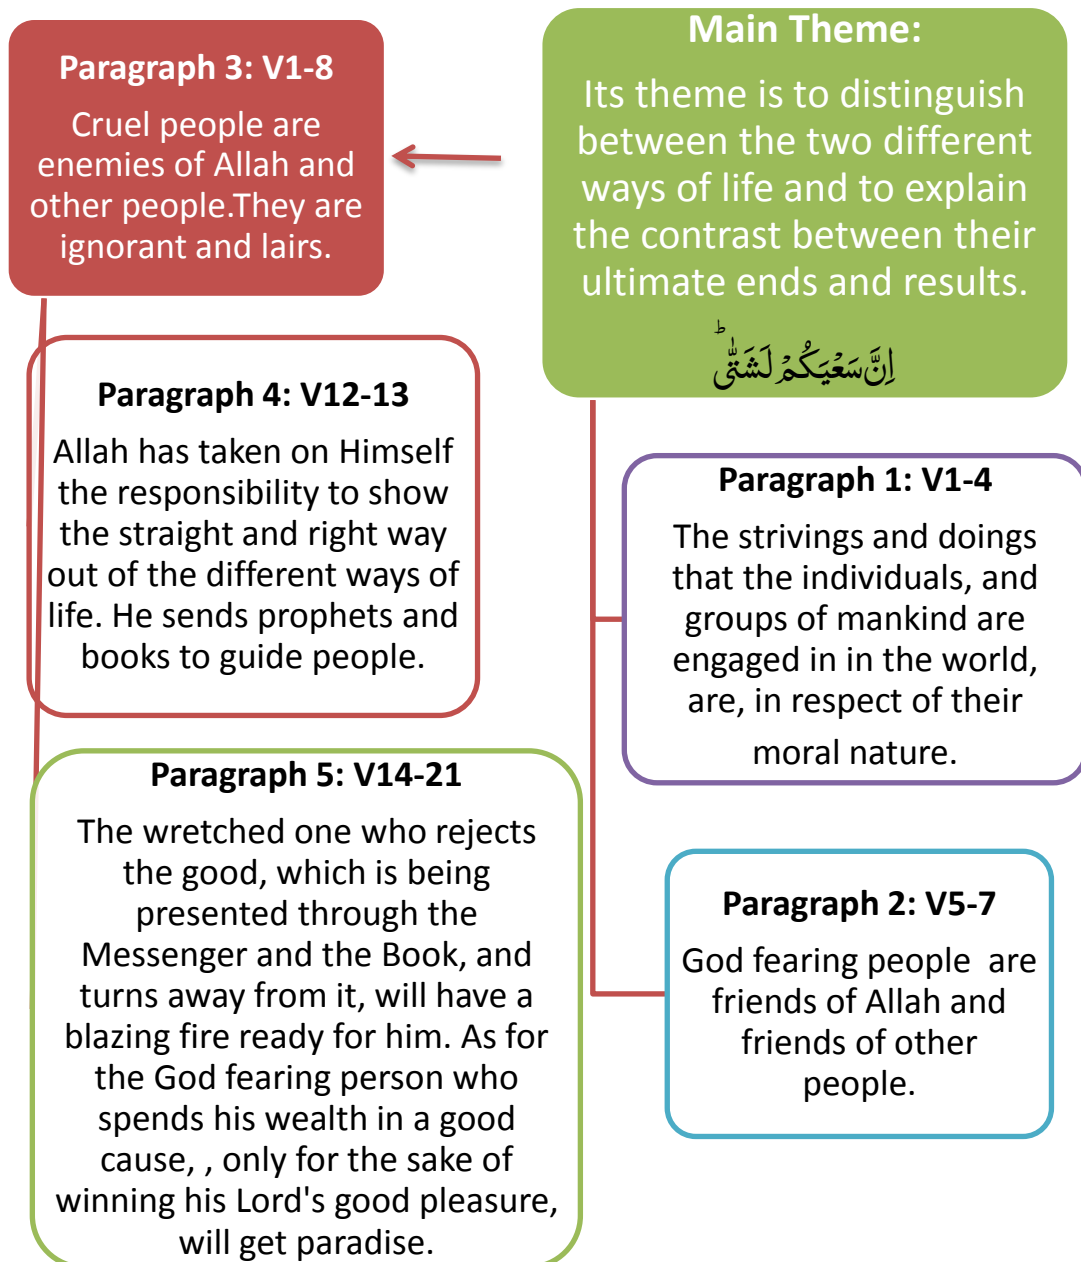 Main Theme:
Its theme is to distinguish
between the two different
ways of life and to explain
the contrast between their
ultimate ends and results.
اِنَّ سَعْيَكُمْ لَشَتّٰىؕ
Paragraph 1: V1-4
The strivings and doings
that the individuals, and
groups of mankind are
engaged in in the world,
are, in respect of their
moral nature.
Paragraph 2: V5-7
God fearing people  are
friends of Allah and
friends of other
people.
Paragraph 3: V1-8
Cruel people are
enemies of Allah and
other people.They are
ignorant and lairs.
Paragraph 4: V12-13
Allah has taken on Himself
the responsibility to show
the straight and right way
out of the different ways of
life. He sends prophets and
books to guide people.
Paragraph 5: V14-21
The wretched one who rejects
the good, which is being
presented through the
Messenger and the Book, and
turns away from it, will have a
blazing fire ready for him. As for
the God fearing person who
spends his wealth in a good
cause, , only for the sake of
winning his Lord's good pleasure,
will get paradise.